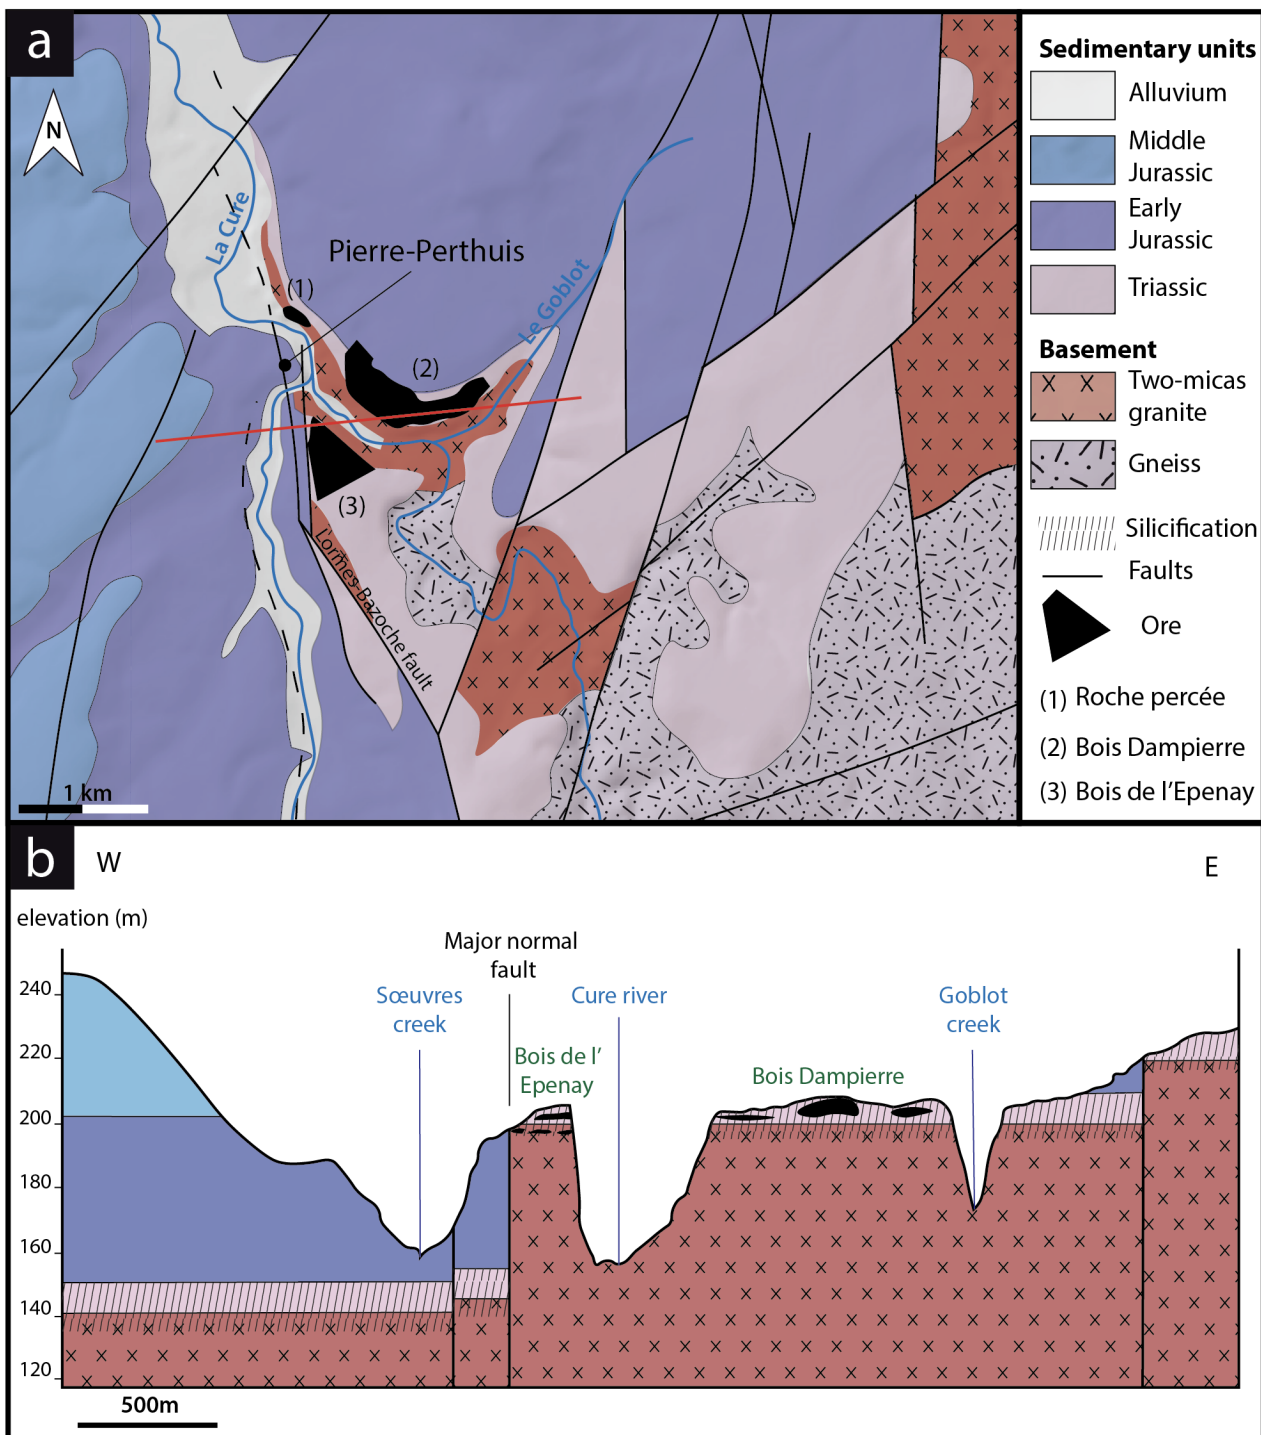 a
N
La Cure
Pierre-Perthuis
(1)
Le Goblot
(2)
(3)
Lormes-Bazoche fault
1 km
Sedimentary units
Alluvium
Middle
Jurassic
Early
Jurassic
Triassic
Basement
Two-micas
granite
Gneiss
Silicification
Faults
Ore
(1) Roche percée
(2) Bois Dampierre
(3) Bois de l'Epenay
b
W
E
elevation (m)
Major normal
fault
Sœuvres
creek
Cure river
Goblot
creek
Bois de l'
Epenay
Bois Dampierre
240
220
200
180
160
140
120
500m